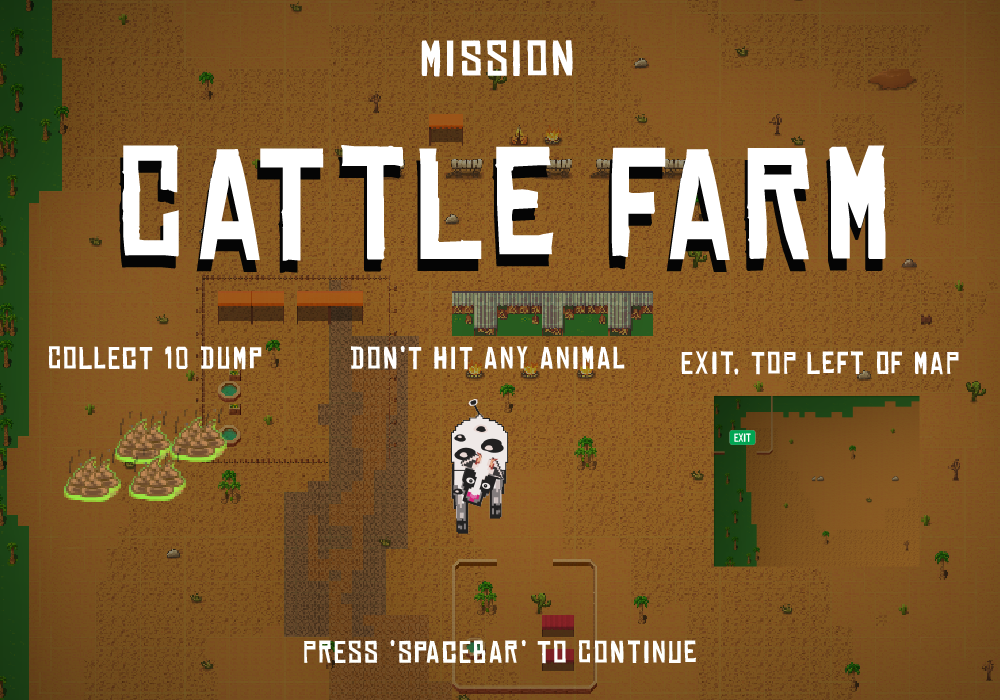 MISSION
CATTLE FARM
COLLECT 10 DUMP
DON'T HIT ANY ANIMAL
EXIT, TOP LEFT OF MAP
EXIT
PRESS 'SPACEBAR' TO CONTINUE